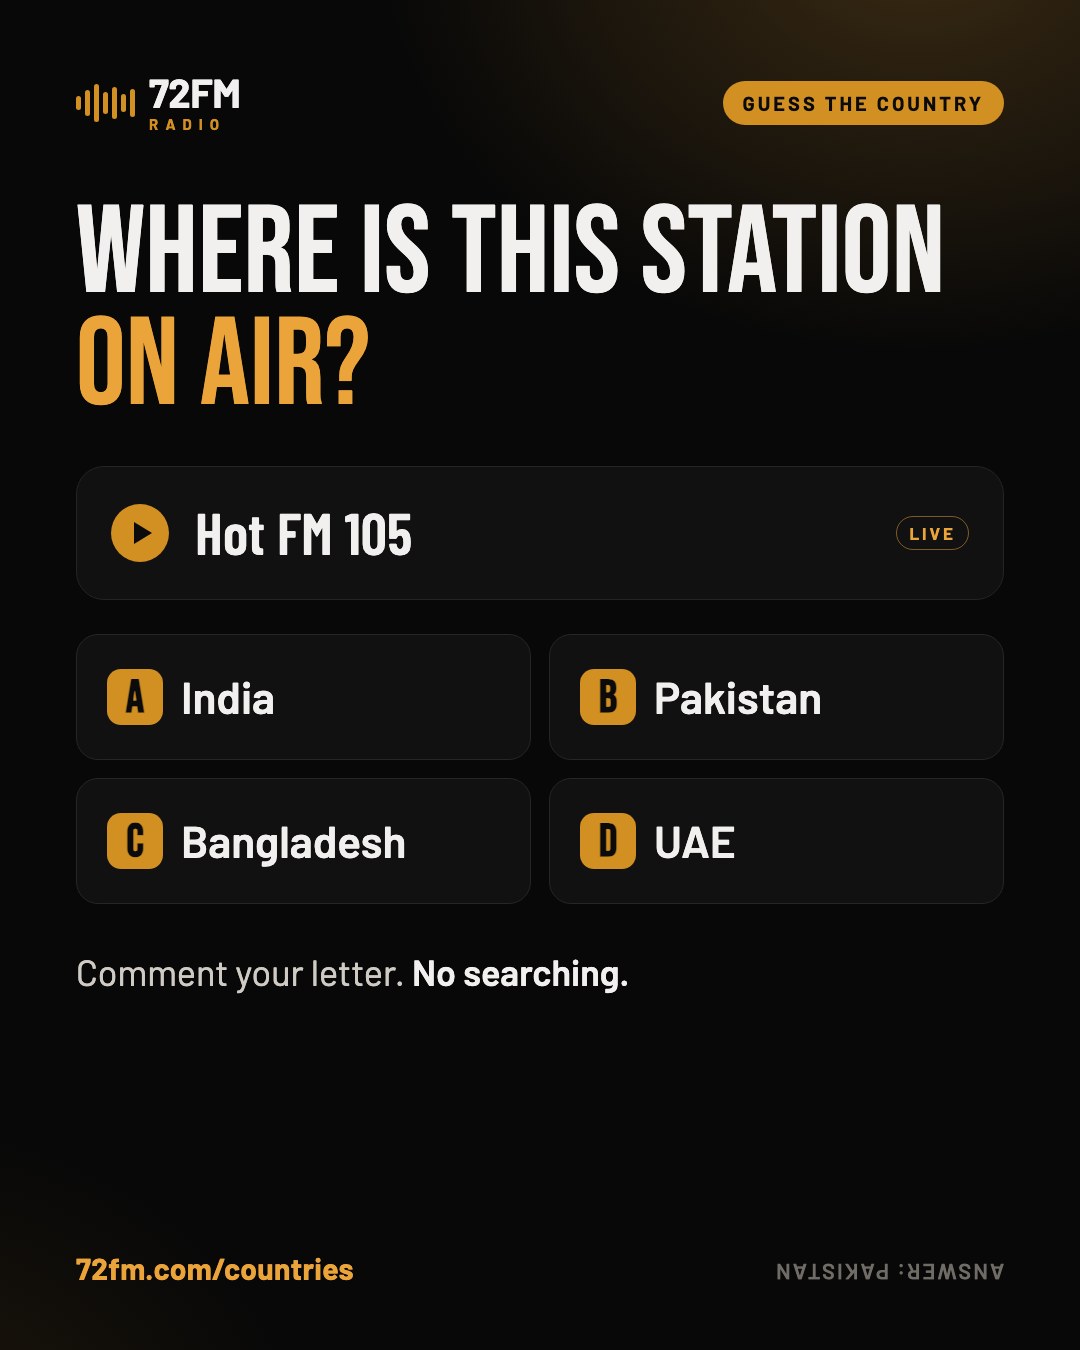 72FM
RADIO
GUESS THE COUNTRY
WHERE IS THIS STATION
ON AIR?
Hot FM 105
LIVE
A India
B Pakistan
C Bangladesh
D UAE
Comment your letter. No searching.
72fm.com/countries
ANSWER: PAKISTAN